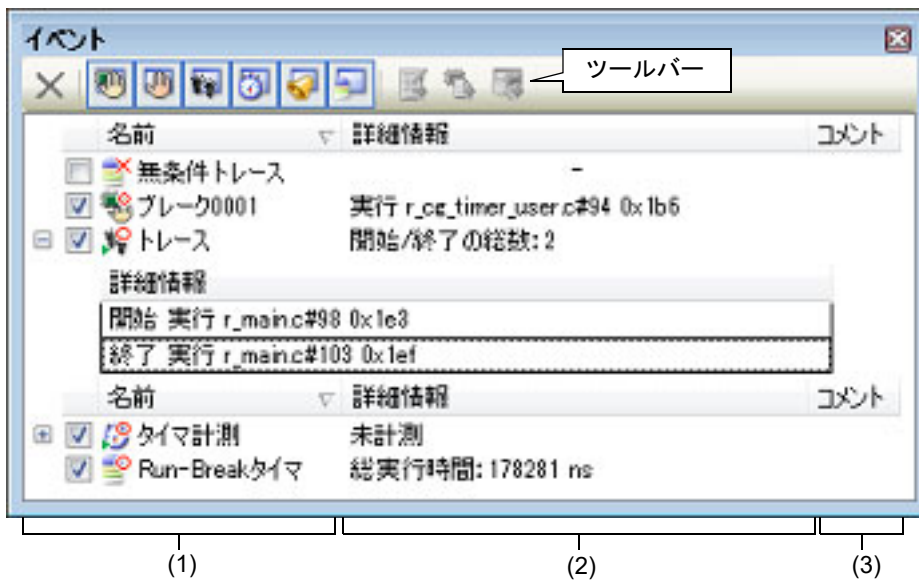 イベント
ツールバー
名前 詳細情報 コメント
無条件トレース -
ブレーク0001 実行 r_cg_timer_user.c#94 0x1b6
トレース 開始/終了の総数: 2
詳細情報
開始 実行 r_main.c#98 0x1e3
終了 実行 r_main.c#103 0x1ef
名前 詳細情報 コメント
タイマ計測 未計測
Run-Breakタイマ 総実行時間: 178281 ns
(1) (2) (3)